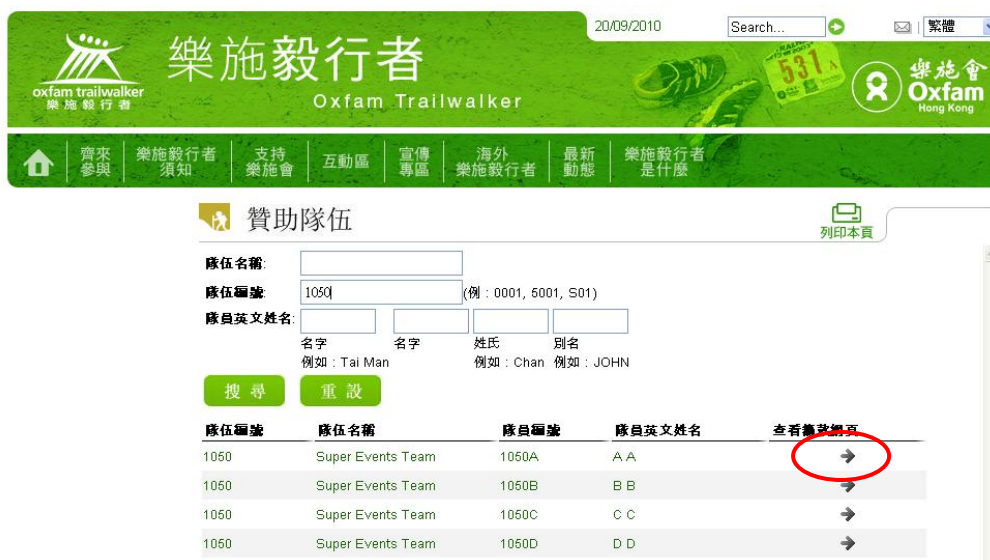 20/09/2010 Search... 繁體
樂施毅行者
Oxfam Trailwalker
oxfam trailwalker
樂施毅行者
531 A
樂施會
Oxfam
Hong Kong
齊來參與 樂施毅行者須知 支持樂施會 互動區 宣傳專區 海外樂施毅行者 最新動態 樂施毅行者是什麼
贊助隊伍
列印本頁
隊伍名稱:
隊伍編號: 1050 (例 : 0001, 5001, S01)
隊員英文姓名:
名字 名字 姓氏 別名
例如 : Tai Man 例如 : Chan 例如 : JOHN
搜尋 重設
隊伍編號 隊伍名稱 隊員編號 隊員英文姓名 查看籌款網頁
1050 Super Events Team 1050A A A
1050 Super Events Team 1050B B B
1050 Super Events Team 1050C C C
1050 Super Events Team 1050D D D